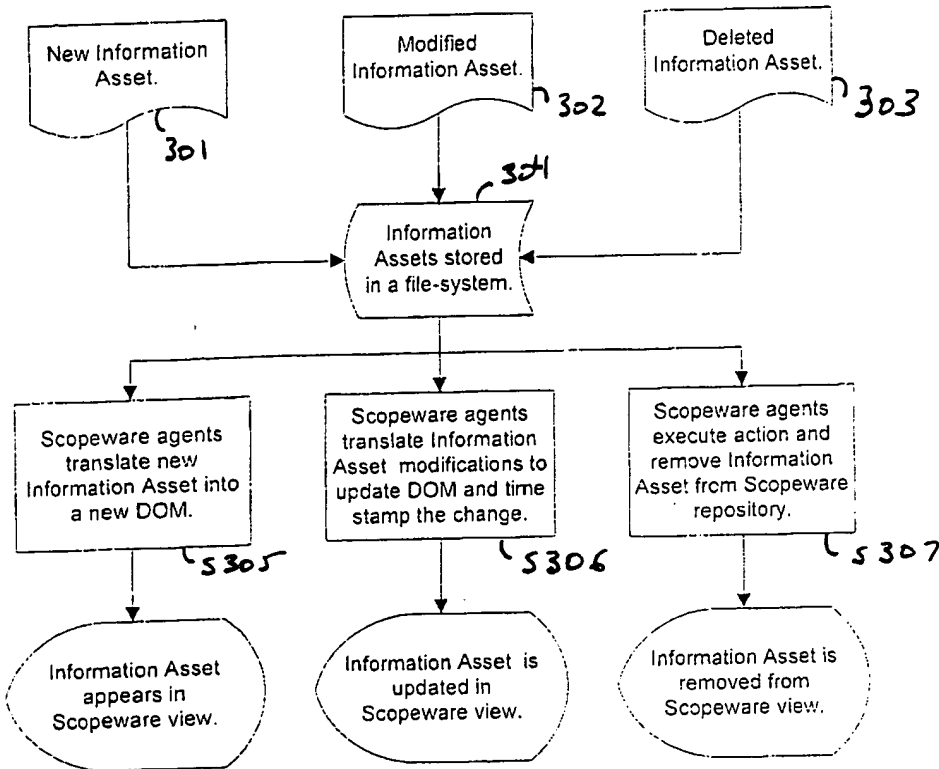 New Information
Asset.
301
Modified
Information Asset.
302
Deleted
Information Asset.
303
304
Information
Assets stored
in a file-system.
Scopeware agents
translate new
Information Asset into
a new DOM.
S305
Scopeware agents
translate Information
Asset modifications to
update DOM and time
stamp the change.
S306
Scopeware agents
execute action and
remove Information
Asset from Scopeware
repository.
S307
Information Asset
appears in
Scopeware view.
Information Asset is
updated in
Scopeware view.
Information Asset is
removed from
Scopeware view.